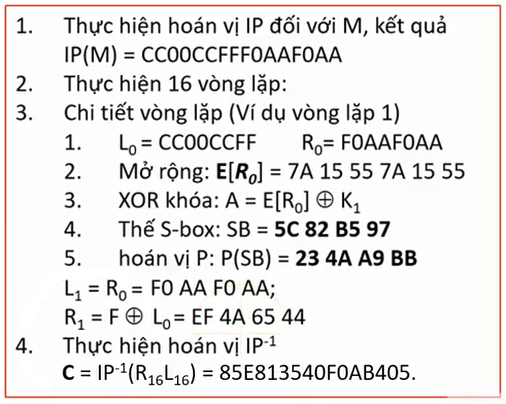 1. Thực hiện hoán vị IP đối với M, kết quả
IP(M) = CC00CCFFF0AAF0AA
2. Thực hiện 16 vòng lặp:
3. Chi tiết vòng lặp (Ví dụ vòng lặp 1)
1. L₀ = CC00CCFF R₀= F0AAF0AA
2. Mở rộng: E[R₀] = 7A 15 55 7A 15 55
3. XOR khóa: A = E[R₀] ⊕ K₁
4. Thế S-box: SB = 5C 82 B5 97
5. hoán vị P: P(SB) = 23 4A A9 BB
L₁ = R₀ = F0 AA F0 AA;
R₁ = F ⊕ L₀ = EF 4A 65 44
4. Thực hiện hoán vị IP⁻¹
C = IP⁻¹(R₁₆L₁₆) = 85E813540F0AB405.